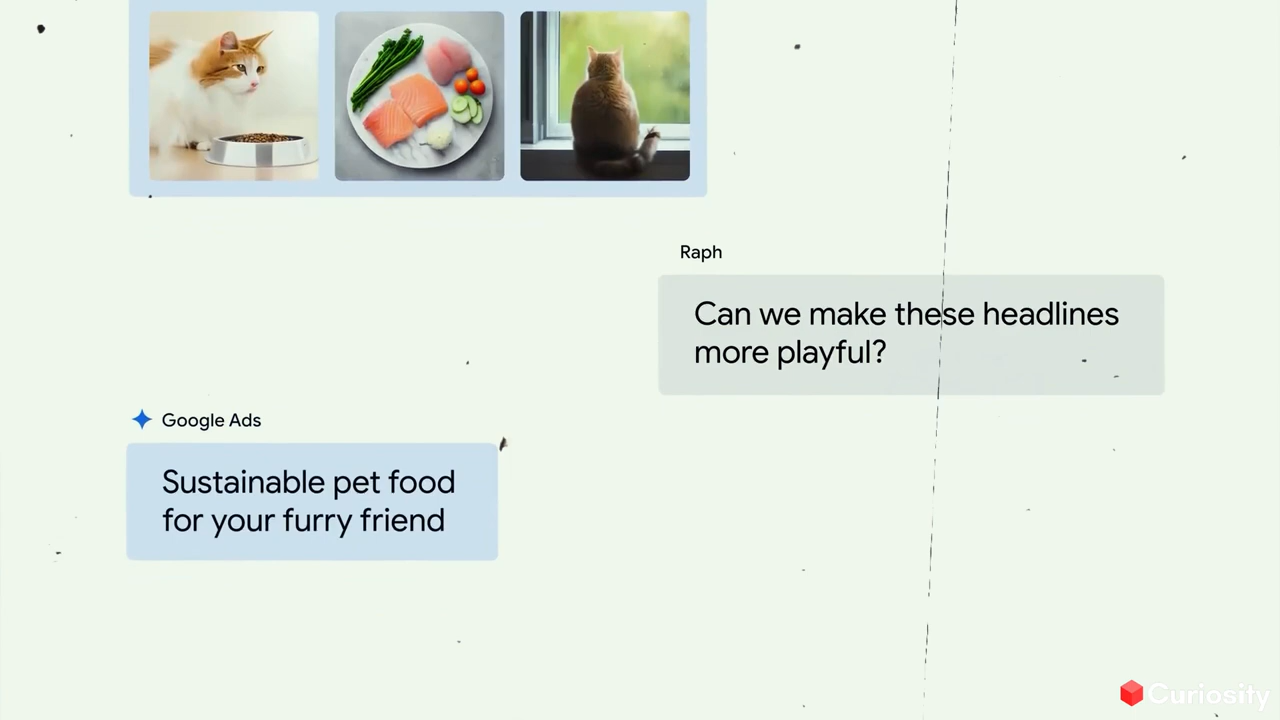 Raph
Can we make these headlines
more playful?
Google Ads
Sustainable pet food
for your furry friend
Curiosity